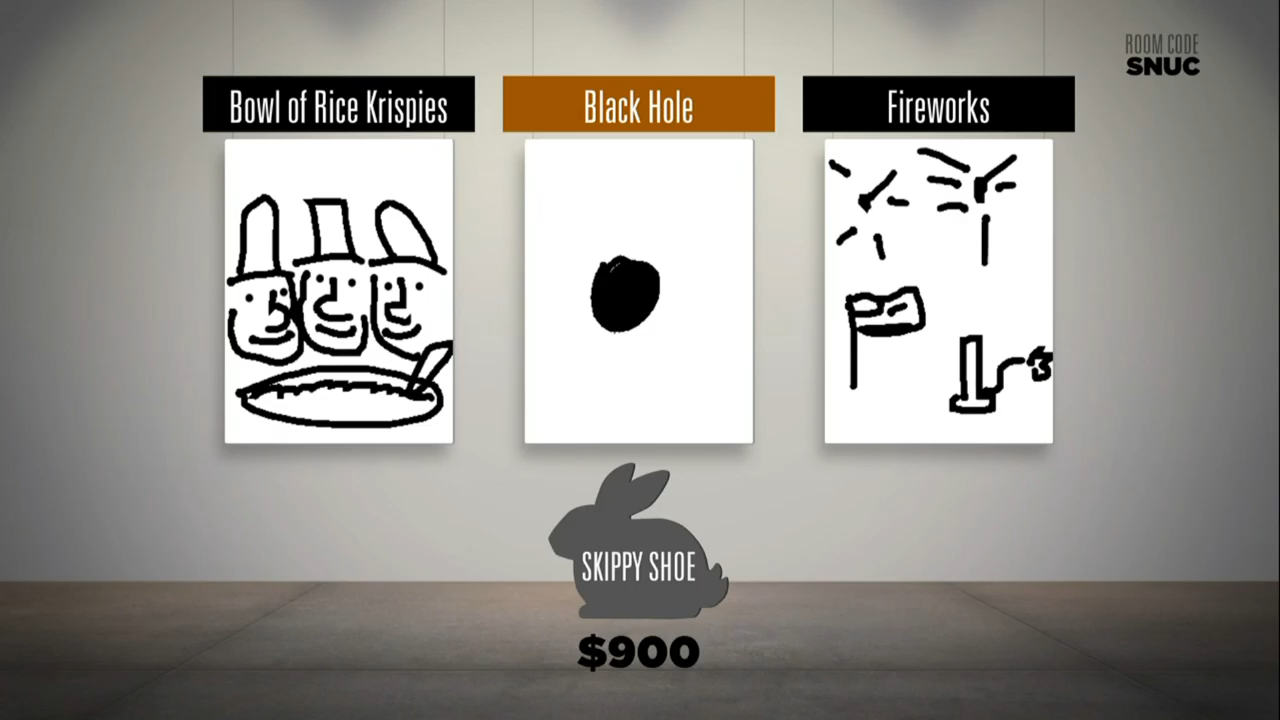 ROOM CODE
SNUC
Bowl of Rice Krispies
Black Hole
Fireworks
SKIPPY SHOE
$900